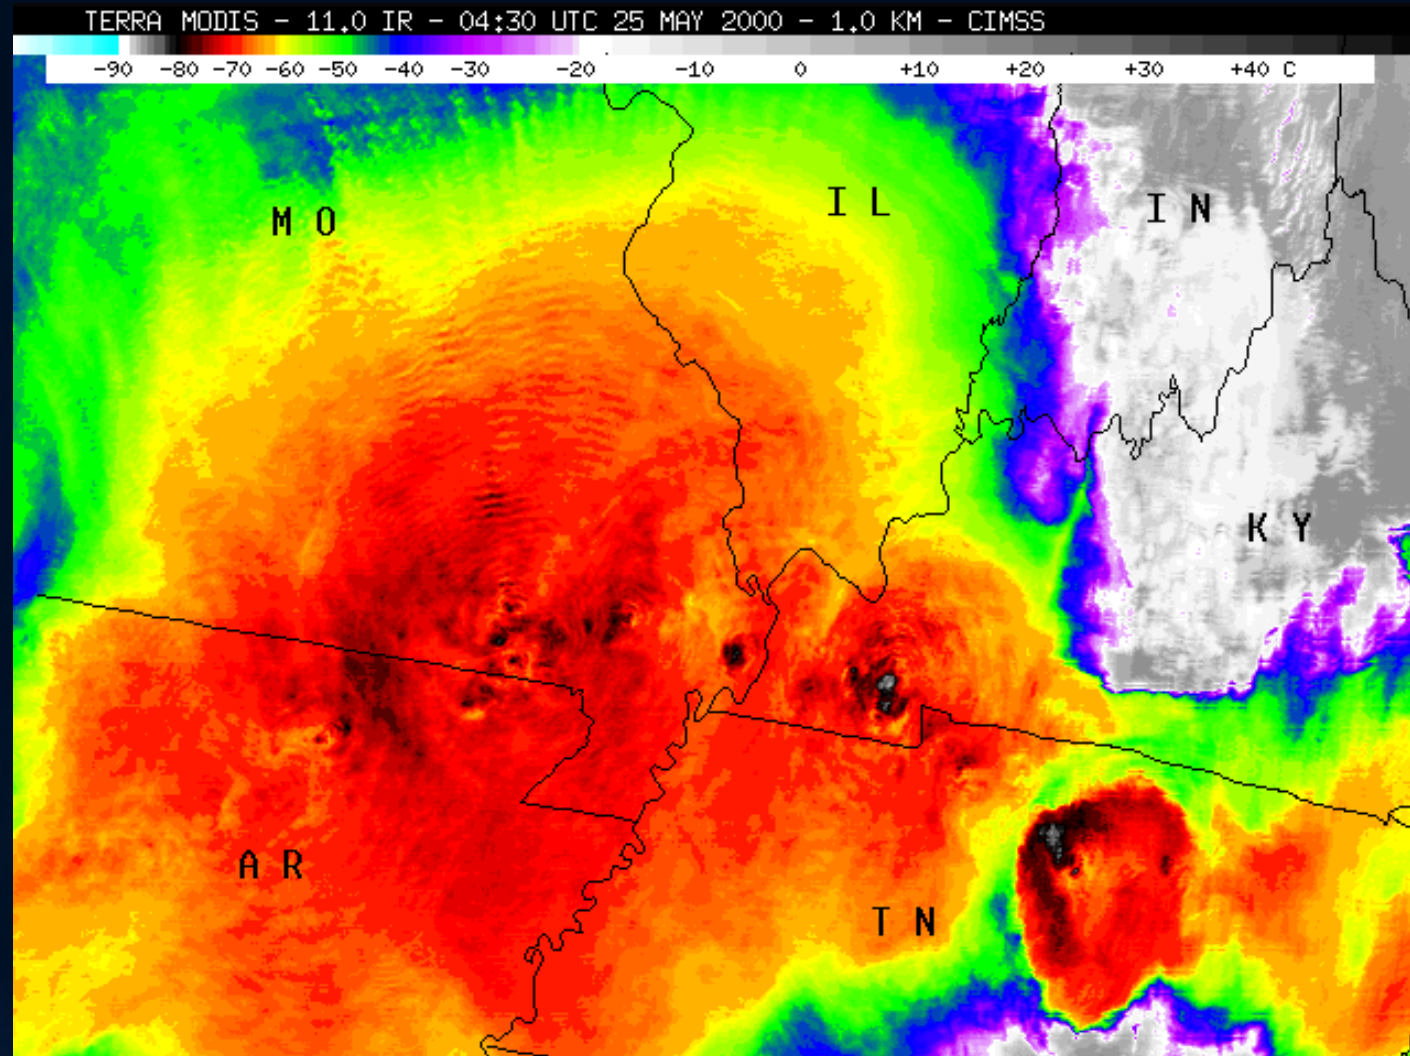 TERRA MODIS - 11.0 IR - 04:30 UTC 25 MAY 2000 - 1.0 KM - CIMSS
-90 -80 -70 -60 -50 -40 -30 -20 -10 0 +10 +20 +30 +40 C
M O
I L
I N
K Y
A R
T N